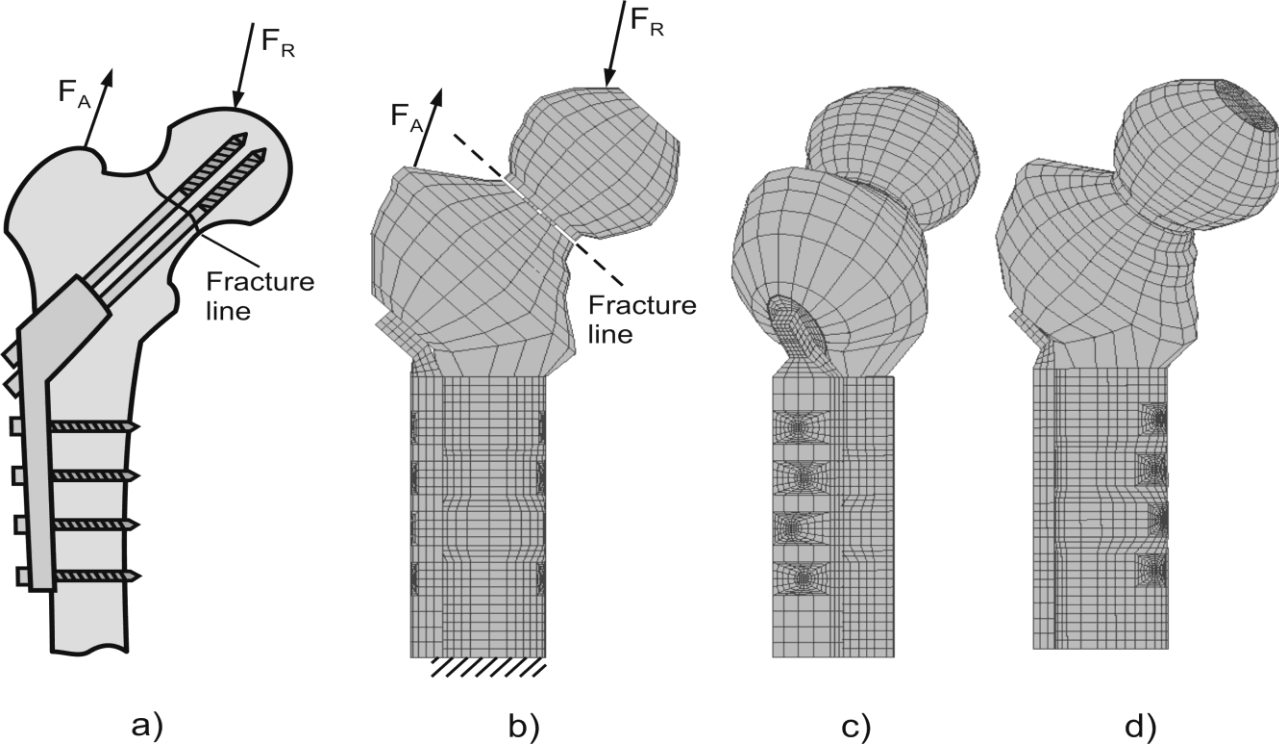 F_A
F_R
Fracture
line
a)
F_A
F_R
Fracture
line
b)
c)
d)